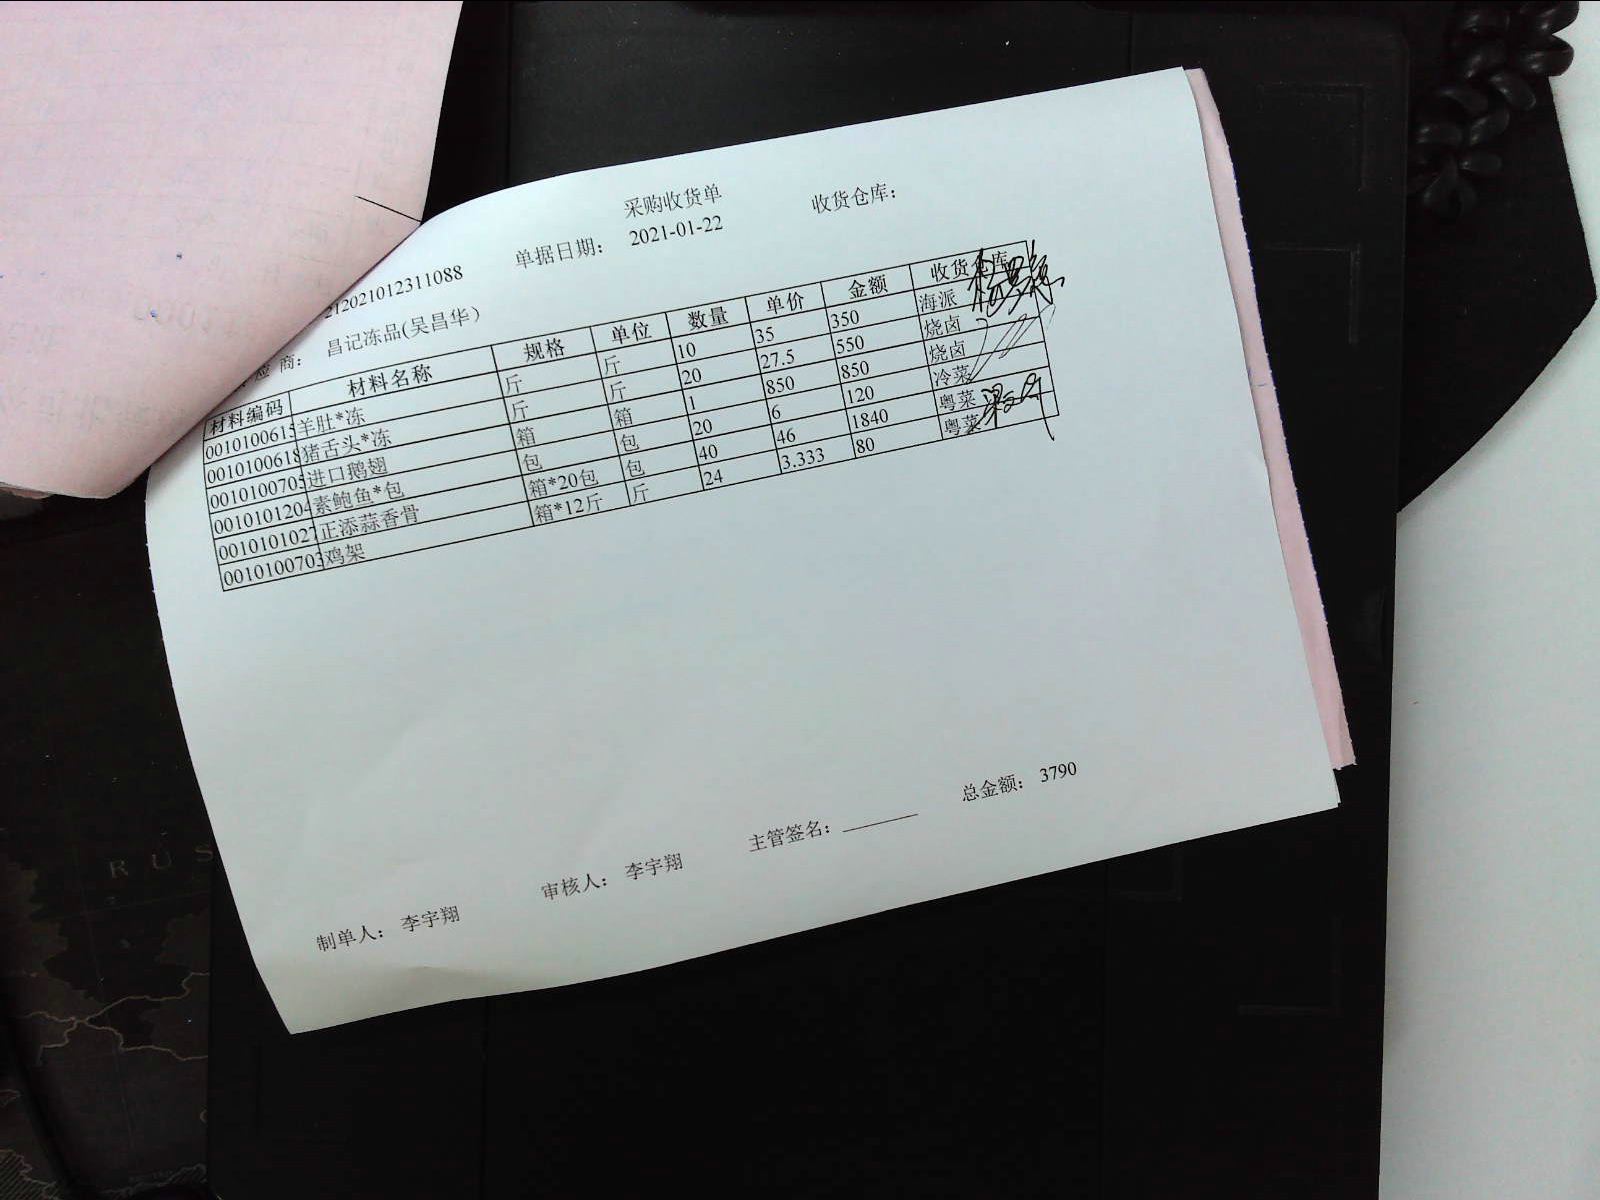 采购收货单
收货仓库：
单据日期： 2021-01-22
212021012311088
应商： 昌记冻品(吴昌华)
材料编码 材料名称 规格 单位 数量 单价 金额 收货仓库
0010100615 羊肚*冻 斤 斤 10 35 350 海派
0010100618 猪舌头*冻 斤 斤 20 27.5 550 烧卤
0010100705 进口鹅翅 箱 箱 1 850 850 烧卤
0010101204 素鲍鱼*包 包 包 20 6 120 冷菜
0010101027 正添蒜香骨 箱*20包 包 40 46 1840 粤菜
0010100703 鸡架 箱*12斤 斤 24 3.333 80 粤菜
总金额： 3790
主管签名：
审核人： 李宇翔
制单人： 李宇翔
RUS